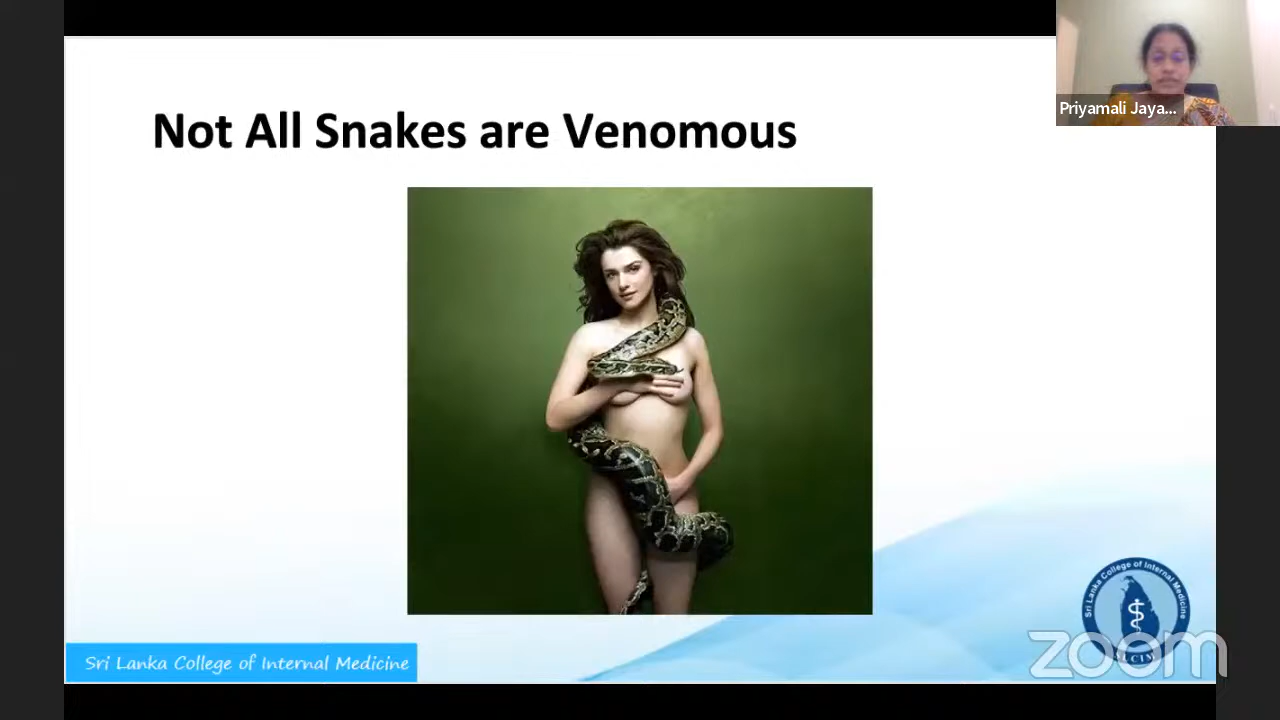 Priyamali Jaya...
Not All Snakes are Venomous
Sri Lanka College of Internal Medicine
Sri Lanka College of Internal Medicine
zoom